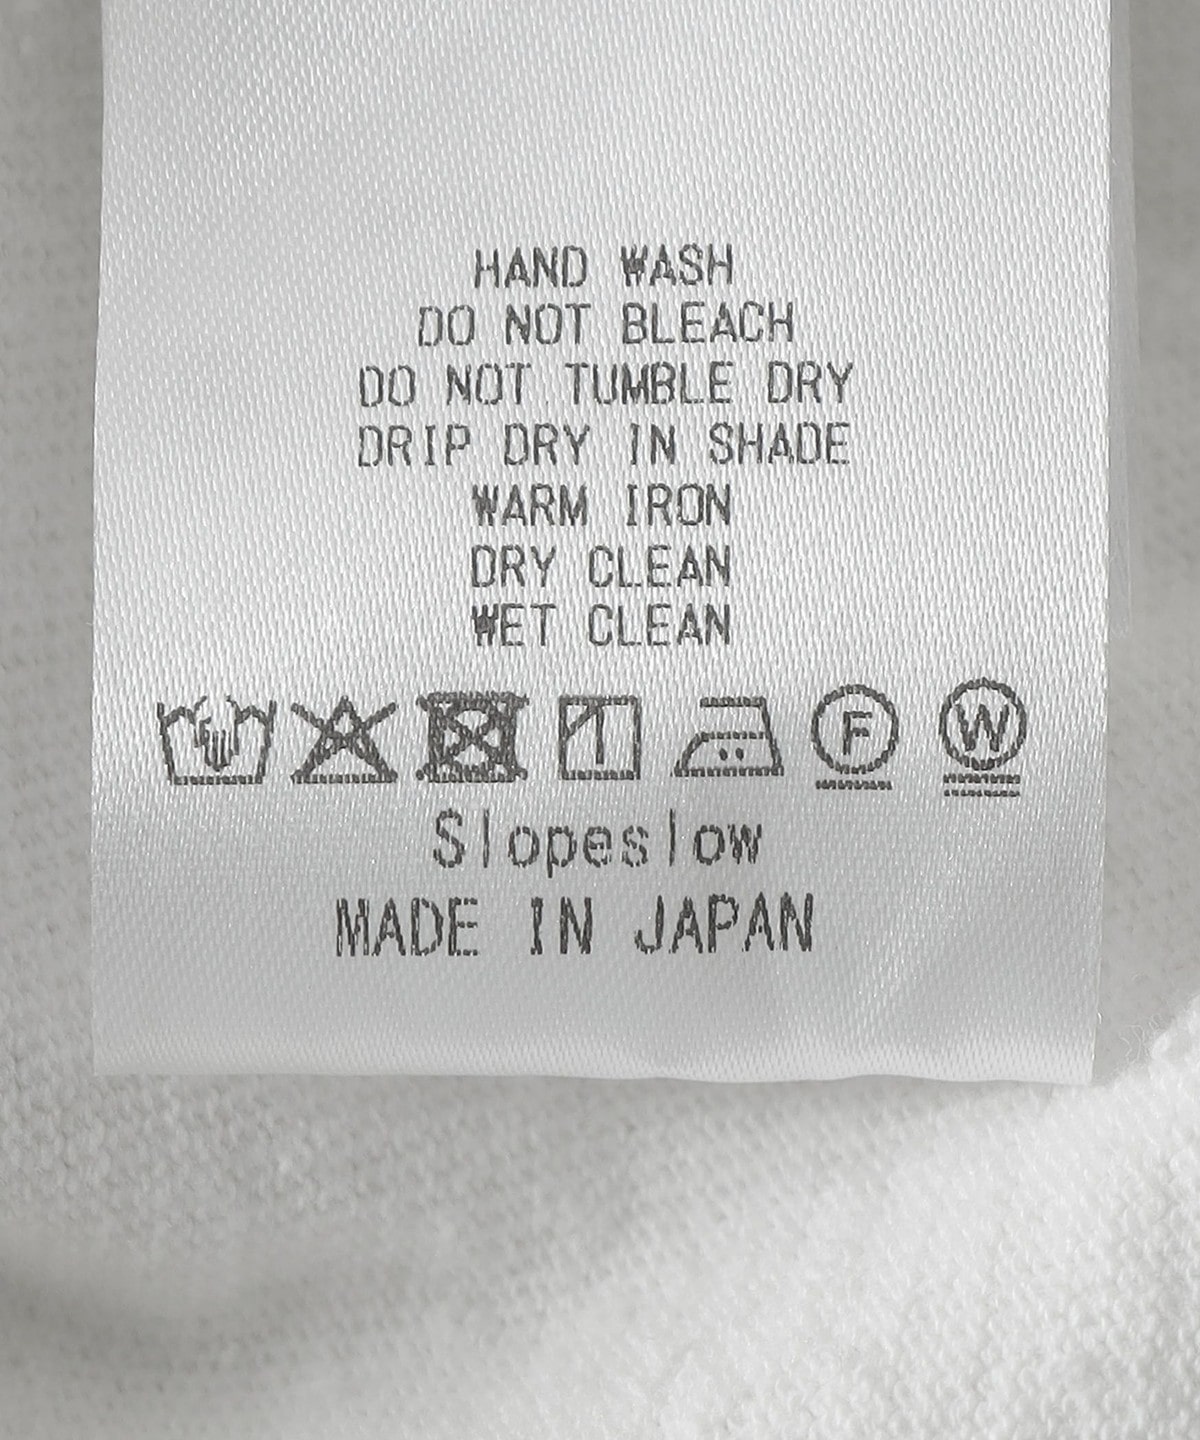 HAND WASH
DO NOT BLEACH
DO NOT TUMBLE DRY
DRIP DRY IN SHADE
WARM IRON
DRY CLEAN
WET CLEAN
F W
Slopeslow
MADE IN JAPAN